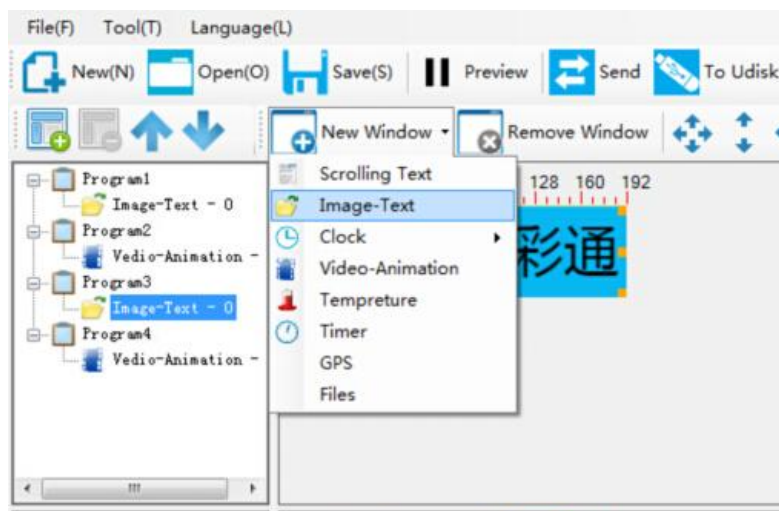 File(F) Tool(T) Language(L)
New(N) Open(O) Save(S) Preview Send To Udisk
New Window Remove Window
Program1
Image-Text - 0
Program2
Vedio-Animation -
Program3
Image-Text - 0
Program4
Vedio-Animation -
Scrolling Text
Image-Text
Clock
Video-Animation
Tempreture
Timer
GPS
Files
128 160 192
彩通